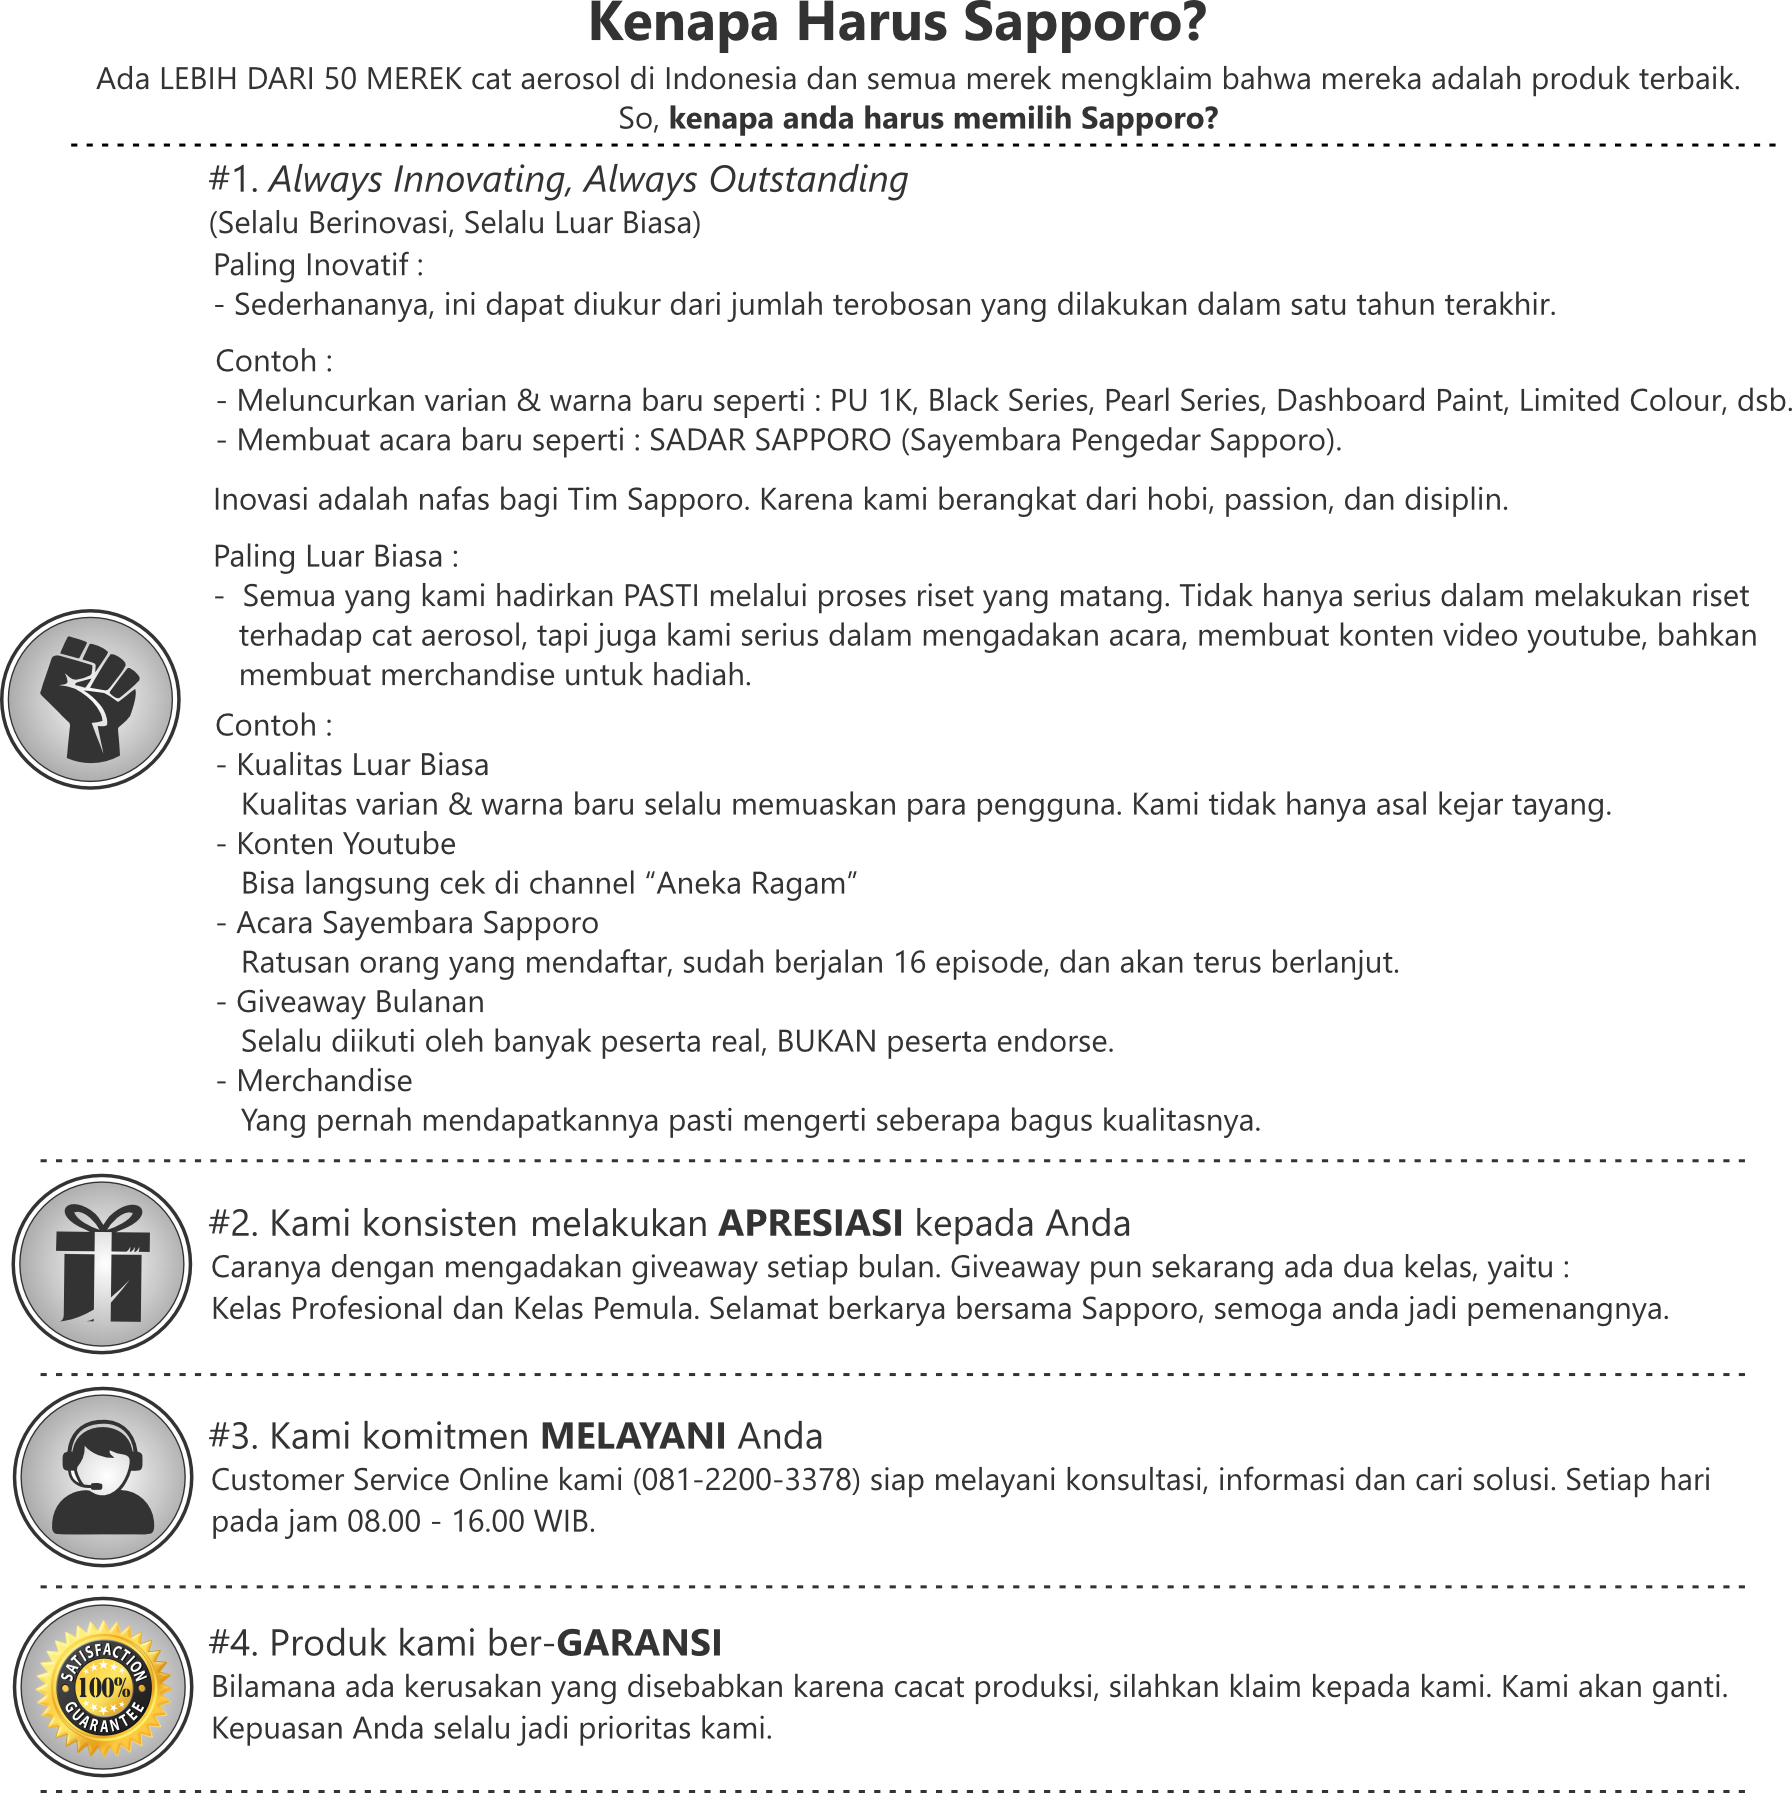 Kenapa Harus Sapporo?
Ada LEBIH DARI 50 MEREK cat aerosol di Indonesia dan semua merek mengklaim bahwa mereka adalah produk terbaik.
So, kenapa anda harus memilih Sapporo?
#1. Always Innovating, Always Outstanding
(Selalu Berinovasi, Selalu Luar Biasa)
Paling Inovatif :
- Sederhananya, ini dapat diukur dari jumlah terobosan yang dilakukan dalam satu tahun terakhir.
Contoh :
- Meluncurkan varian & warna baru seperti : PU 1K, Black Series, Pearl Series, Dashboard Paint, Limited Colour, dsb.
- Membuat acara baru seperti : SADAR SAPPORO (Sayembara Pengedar Sapporo).
Inovasi adalah nafas bagi Tim Sapporo. Karena kami berangkat dari hobi, passion, dan disiplin.
Paling Luar Biasa :
- Semua yang kami hadirkan PASTI melalui proses riset yang matang. Tidak hanya serius dalam melakukan riset
terhadap cat aerosol, tapi juga kami serius dalam mengadakan acara, membuat konten video youtube, bahkan
membuat merchandise untuk hadiah.
Contoh :
- Kualitas Luar Biasa
Kualitas varian & warna baru selalu memuaskan para pengguna. Kami tidak hanya asal kejar tayang.
- Konten Youtube
Bisa langsung cek di channel “Aneka Ragam”
- Acara Sayembara Sapporo
Ratusan orang yang mendaftar, sudah berjalan 16 episode, dan akan terus berlanjut.
- Giveaway Bulanan
Selalu diikuti oleh banyak peserta real, BUKAN peserta endorse.
- Merchandise
Yang pernah mendapatkannya pasti mengerti seberapa bagus kualitasnya.
#2. Kami konsisten melakukan APRESIASI kepada Anda
Caranya dengan mengadakan giveaway setiap bulan. Giveaway pun sekarang ada dua kelas, yaitu :
Kelas Profesional dan Kelas Pemula. Selamat berkarya bersama Sapporo, semoga anda jadi pemenangnya.
#3. Kami komitmen MELAYANI Anda
Customer Service Online kami (081-2200-3378) siap melayani konsultasi, informasi dan cari solusi. Setiap hari
pada jam 08.00 - 16.00 WIB.
#4. Produk kami ber-GARANSI
Bilamana ada kerusakan yang disebabkan karena cacat produksi, silahkan klaim kepada kami. Kami akan ganti.
Kepuasan Anda selalu jadi prioritas kami.
SATISFACTION
100%
GUARANTEE